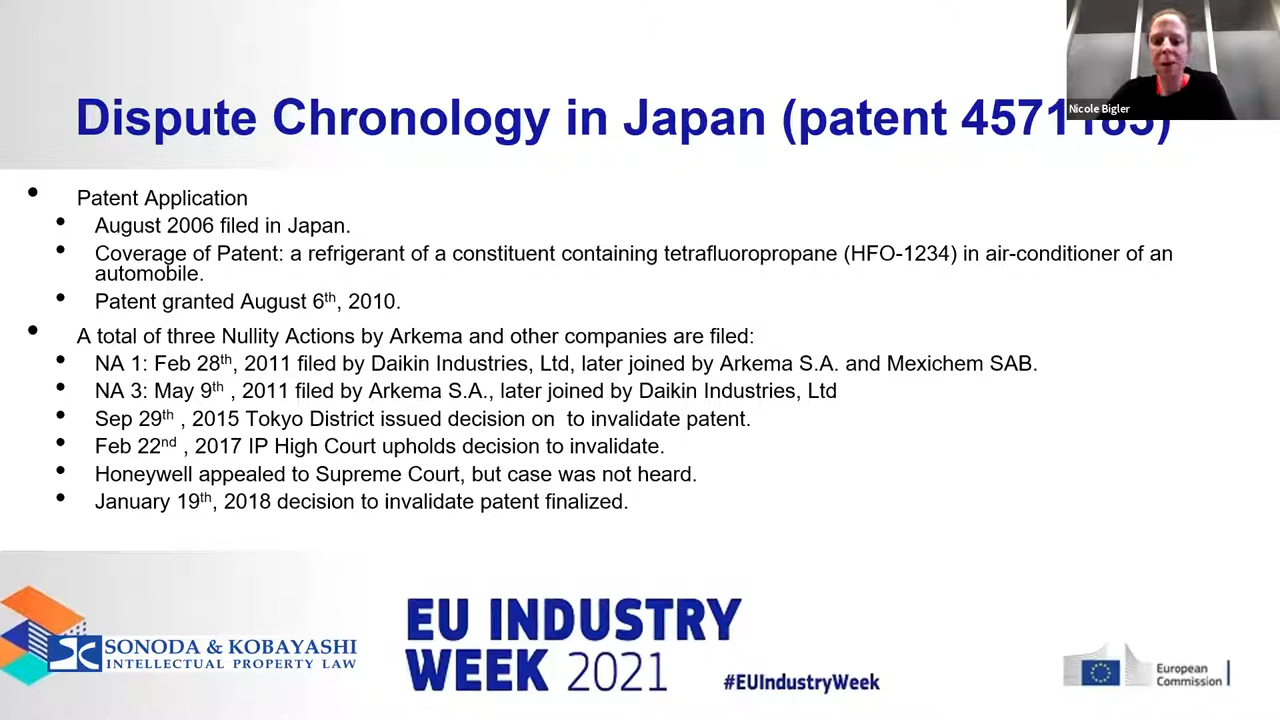 Nicole Bigler
Dispute Chronology in Japan (patent 4571183)
• Patent Application
• August 2006 filed in Japan.
• Coverage of Patent: a refrigerant of a constituent containing tetrafluoropropane (HFO-1234) in air-conditioner of an
automobile.
• Patent granted August 6th, 2010.
• A total of three Nullity Actions by Arkema and other companies are filed:
• NA 1: Feb 28th, 2011 filed by Daikin Industries, Ltd, later joined by Arkema S.A. and Mexichem SAB.
• NA 3: May 9th , 2011 filed by Arkema S.A., later joined by Daikin Industries, Ltd
• Sep 29th , 2015 Tokyo District issued decision on  to invalidate patent.
• Feb 22nd , 2017 IP High Court upholds decision to invalidate.
• Honeywell appealed to Supreme Court, but case was not heard.
• January 19th, 2018 decision to invalidate patent finalized.
SONODA & KOBAYASHI
INTELLECTUAL PROPERTY LAW
EU INDUSTRY
WEEK 2021
#EUIndustryWeek
European
Commission